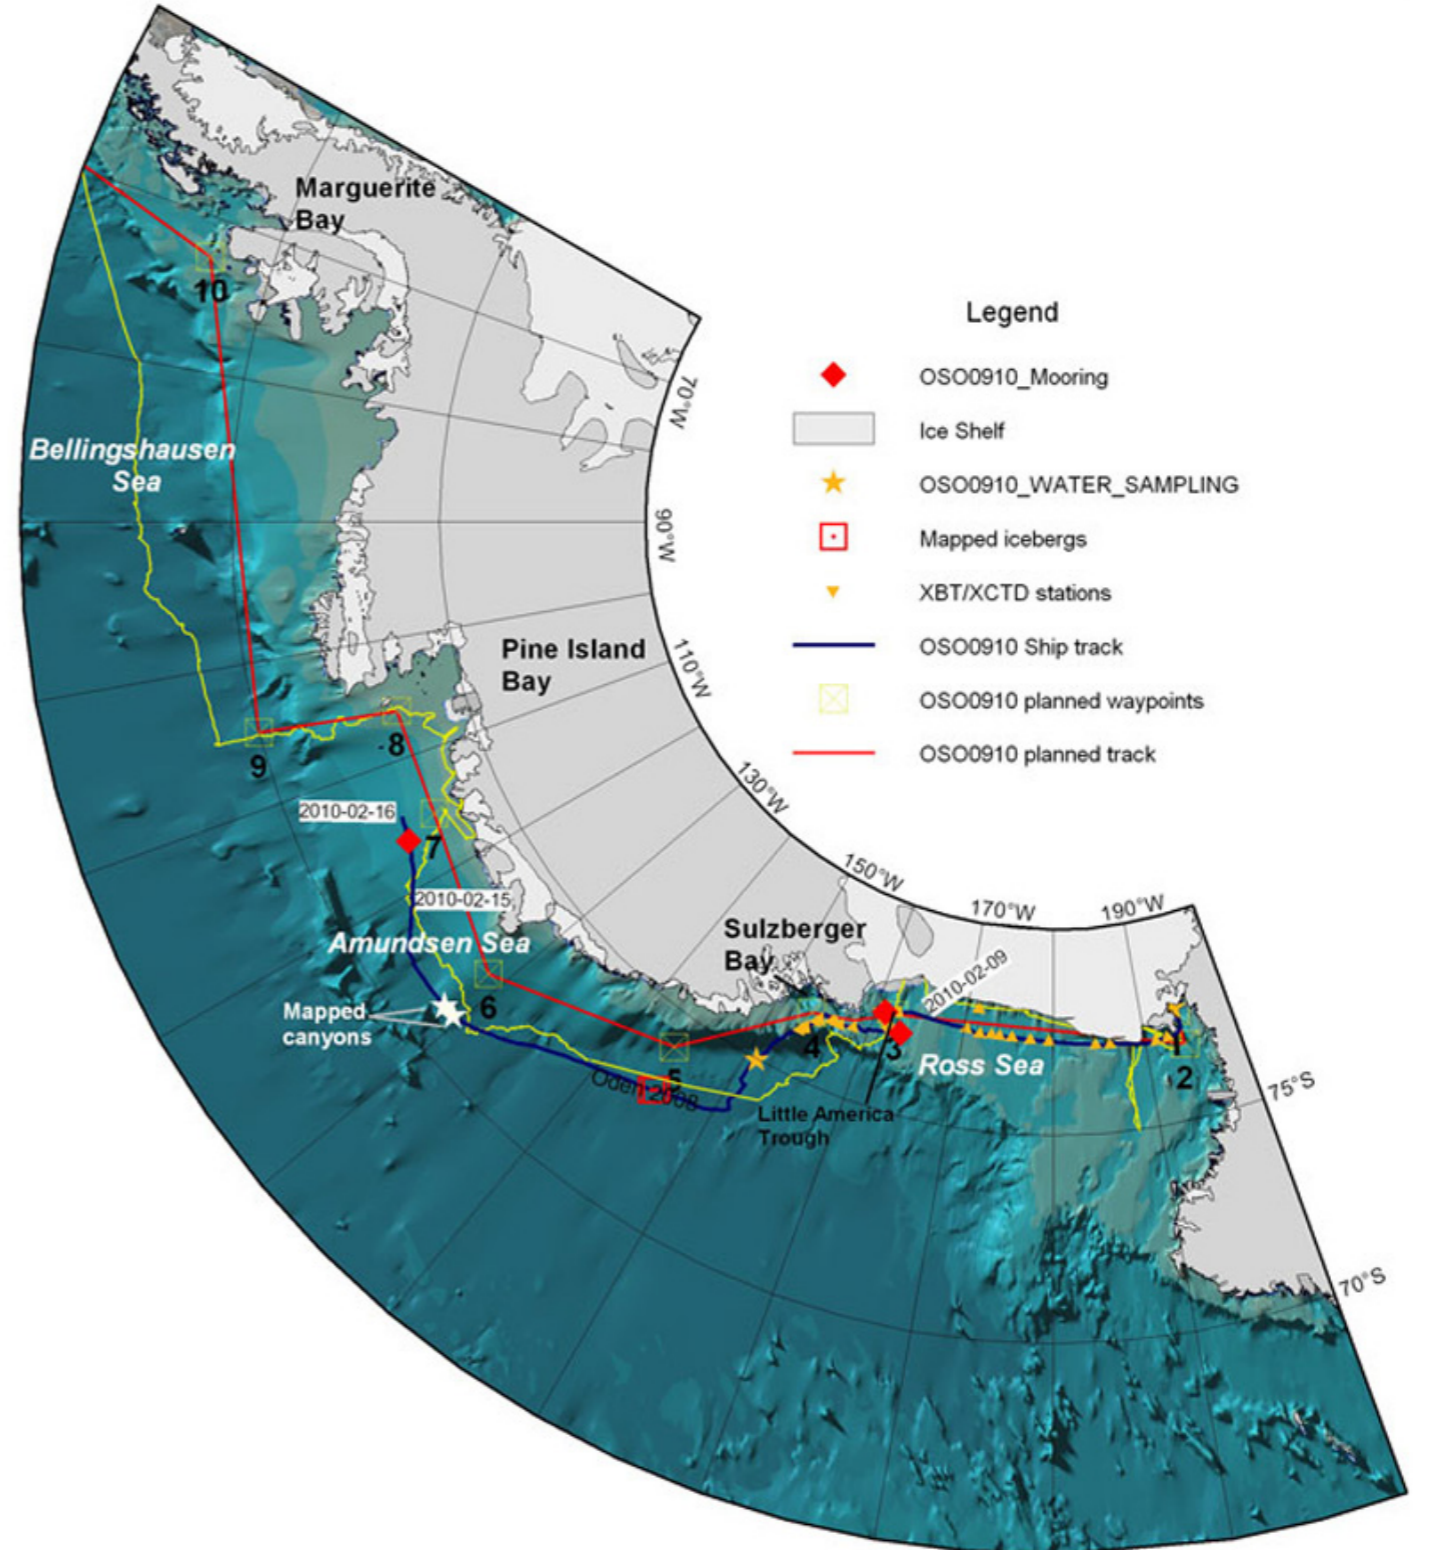 Marguerite
Bay
10
Bellingshausen
Sea
Legend
OSO0910_Mooring
Ice Shelf
OSO0910_WATER_SAMPLING
Mapped icebergs
XBT/XCTD stations
OSO0910 Ship track
OSO0910 planned waypoints
OSO0910 planned track
70°W
90°W
110°W
130°W
150°W
170°W
190°W
Pine Island
Bay
9
8
2010-02-16
7
2010-02-15
Amundsen Sea
Mapped
canyons
6
Sulzberger
Bay
2010-02-09
5
Oden 2008
4
3
Ross Sea
1
2
Little America
Trough
75°S
70°S